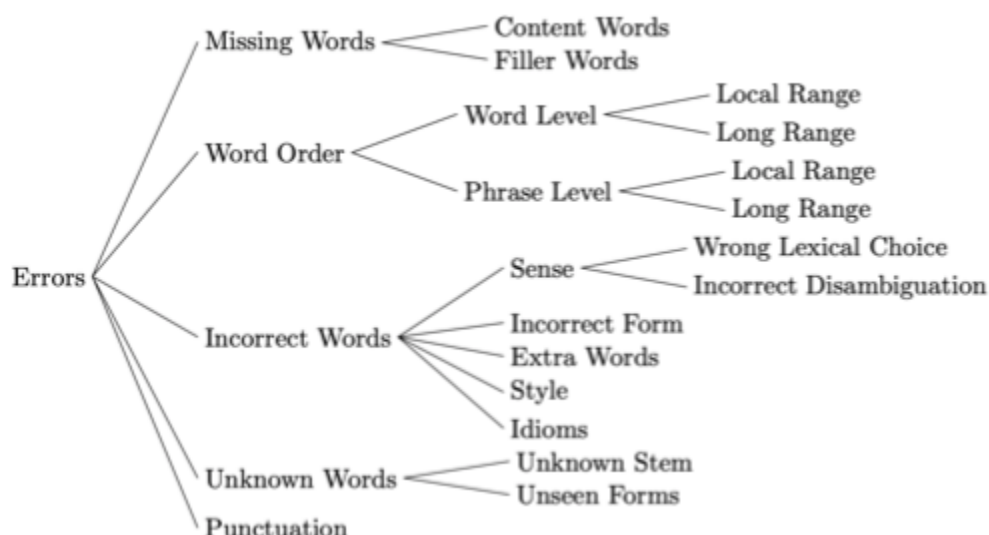 Missing Words
Content Words
Filler Words
Word Order
Word Level
Local Range
Long Range
Phrase Level
Local Range
Long Range
Errors
Incorrect Words
Sense
Wrong Lexical Choice
Incorrect Disambiguation
Incorrect Form
Extra Words
Style
Idioms
Unknown Words
Unknown Stem
Unseen Forms
Punctuation